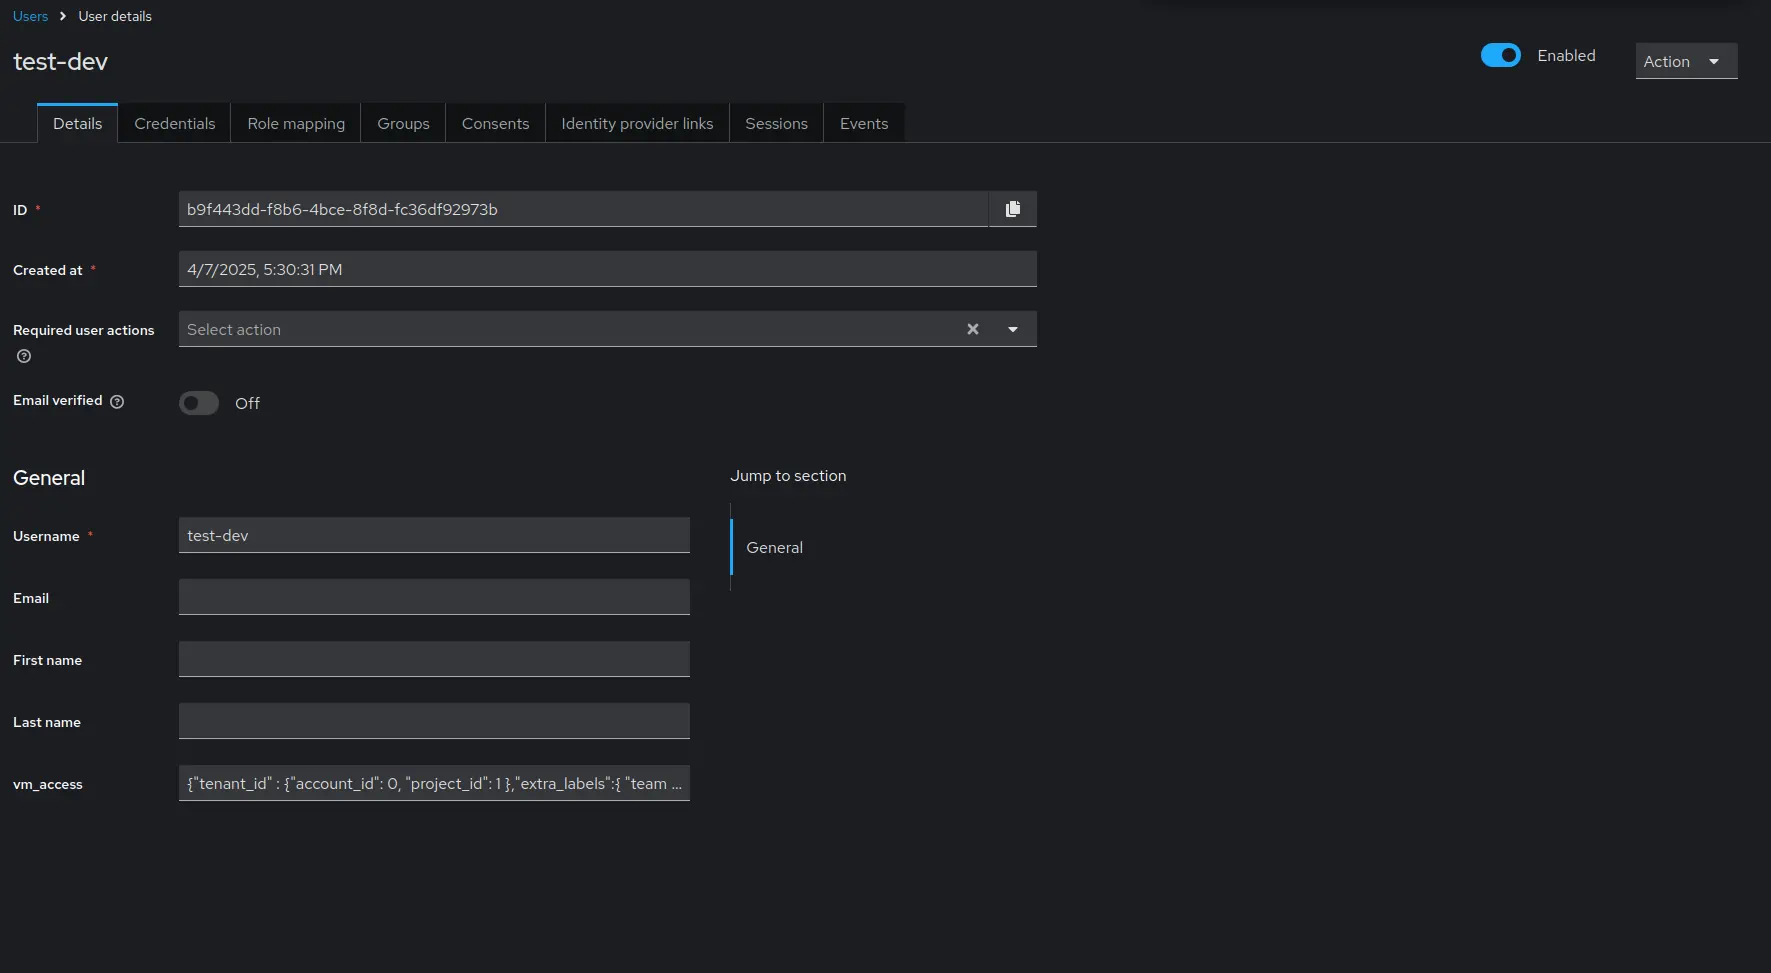 Users > User details
test-dev
Enabled
Action
Details Credentials Role mapping Groups Consents Identity provider links Sessions Events
ID *
b9f443dd-f8b6-4bce-8f8d-fc36df92973b
Created at *
4/7/2025, 5:30:31 PM
Required user actions ?
Select action
Email verified ?
Off
General
Jump to section
General
Username *
test-dev
Email
First name
Last name
vm_access
{"tenant_id" : {"account_id": 0, "project_id": 1 },"extra_labels":{ "team ...